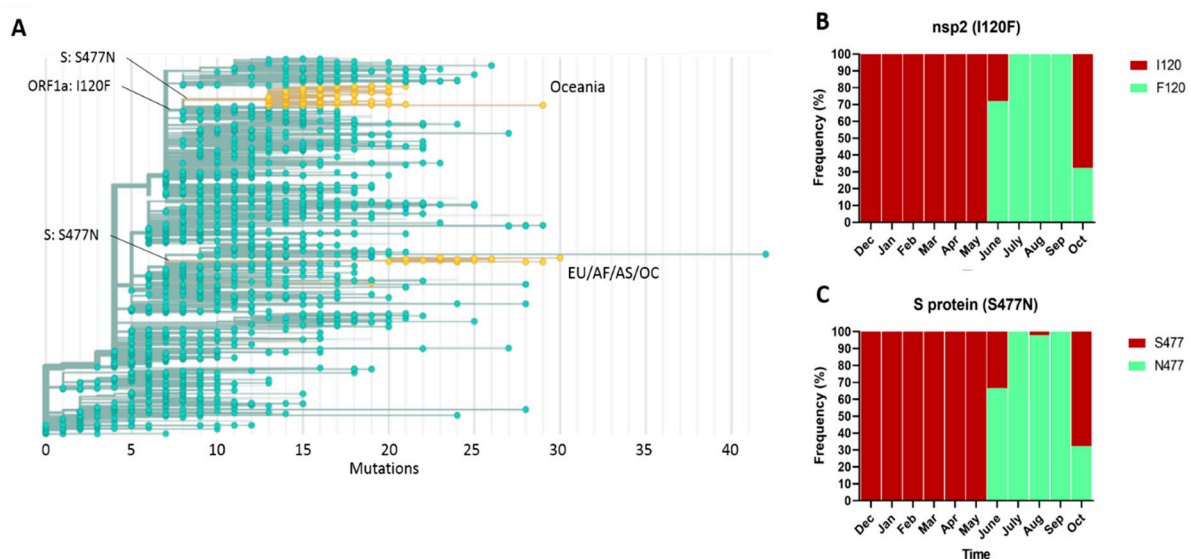 A
S: S477N
ORF1a: I120F
Oceania
S: S477N
EU/AF/AS/OC
0 5 10 15 20 25 30 35 40
Mutations
B
nsp2 (I120F)
I120
F120
Frequency (%)
100
90
80
70
60
50
40
30
20
10
0
Dec Jan Feb Mar Apr May June July Aug Sep Oct
C
S protein (S477N)
S477
N477
Frequency (%)
100
90
80
70
60
50
40
30
20
10
0
Dec Jan Feb Mar Apr May June July Aug Sep Oct
Time